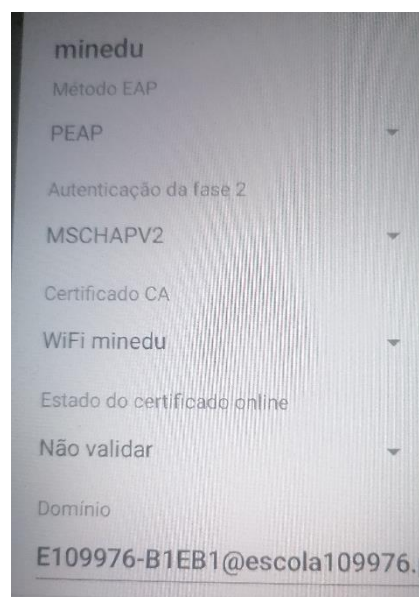 minedu
Método EAP
PEAP
Autenticação da fase 2
MSCHAPV2
Certificado CA
WiFi minedu
Estado do certificado online
Não validar
Domínio
E109976-B1EB1@escola109976.